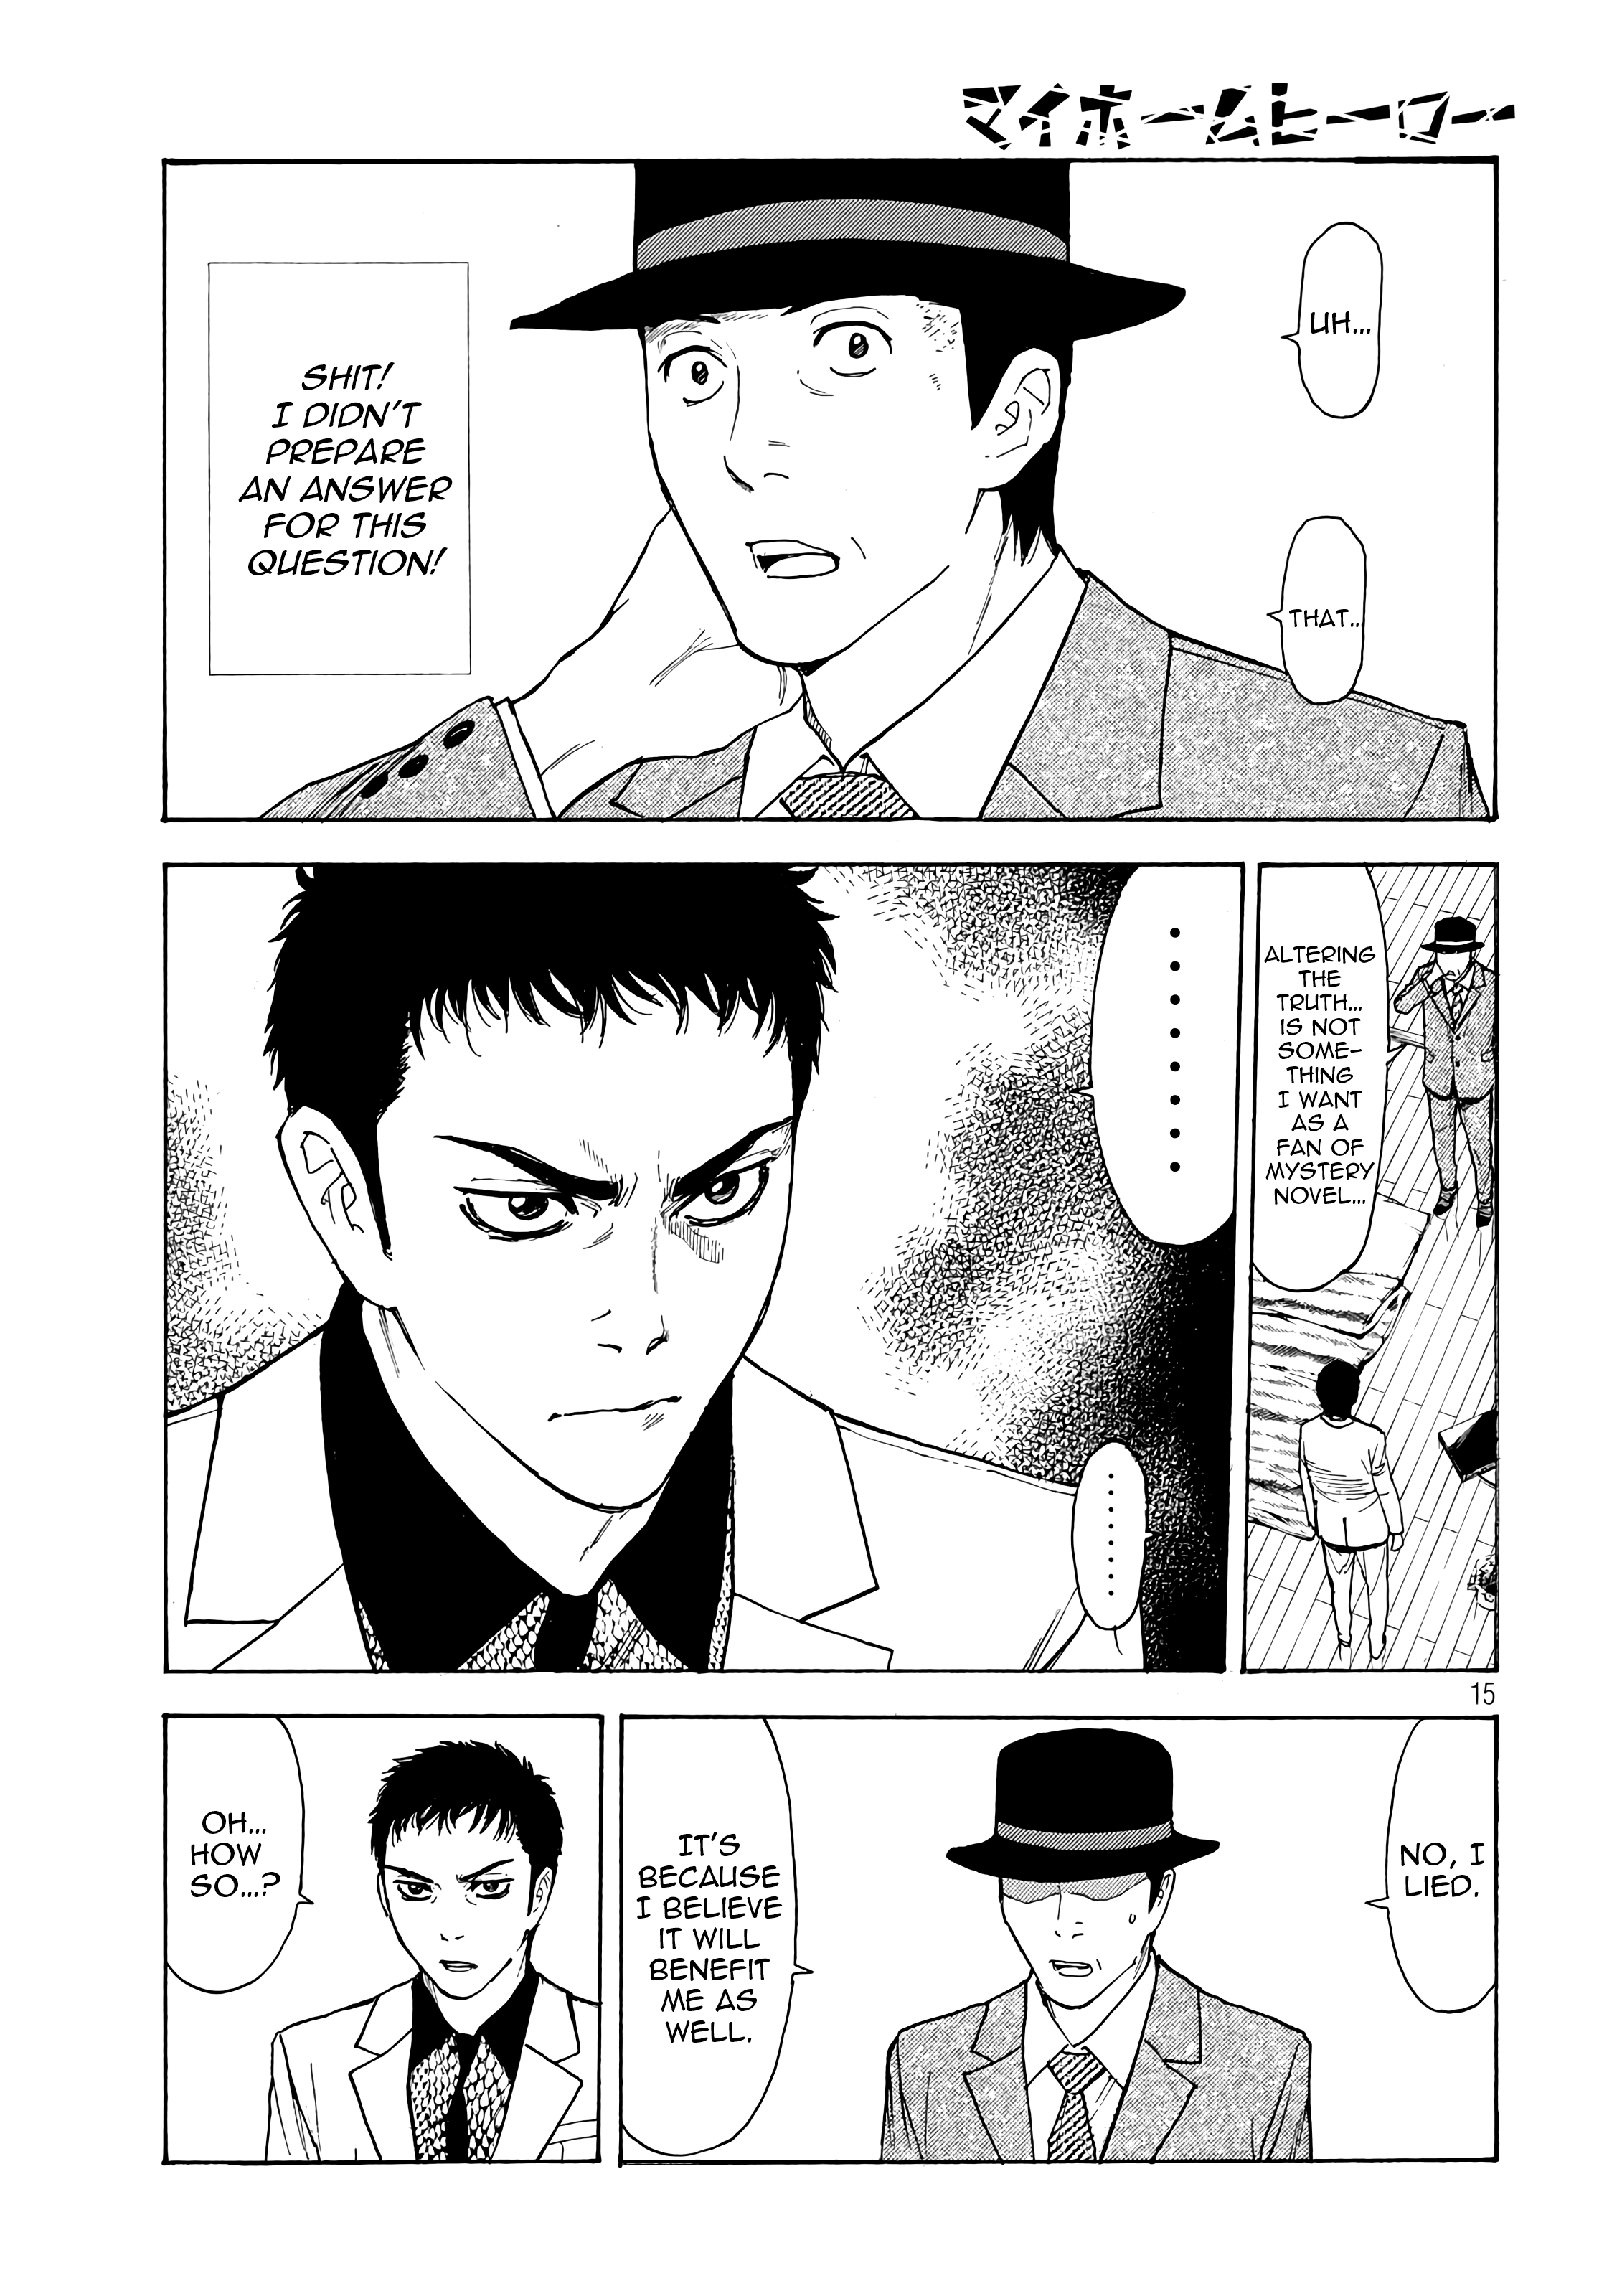 マイホームヒーロー
UH...
THAT...
SHIT!
I DIDN'T
PREPARE
AN ANSWER
FOR THIS
QUESTION!
ALTERING
THE
TRUTH...
IS NOT
SOME-
THING
I WANT
AS A
FAN OF
MYSTERY
NOVEL...
........
........
15
NO, I
LIED.
IT'S
BECAUSE
I BELIEVE
IT WILL
BENEFIT
ME AS
WELL.
OH...
HOW
SO...?